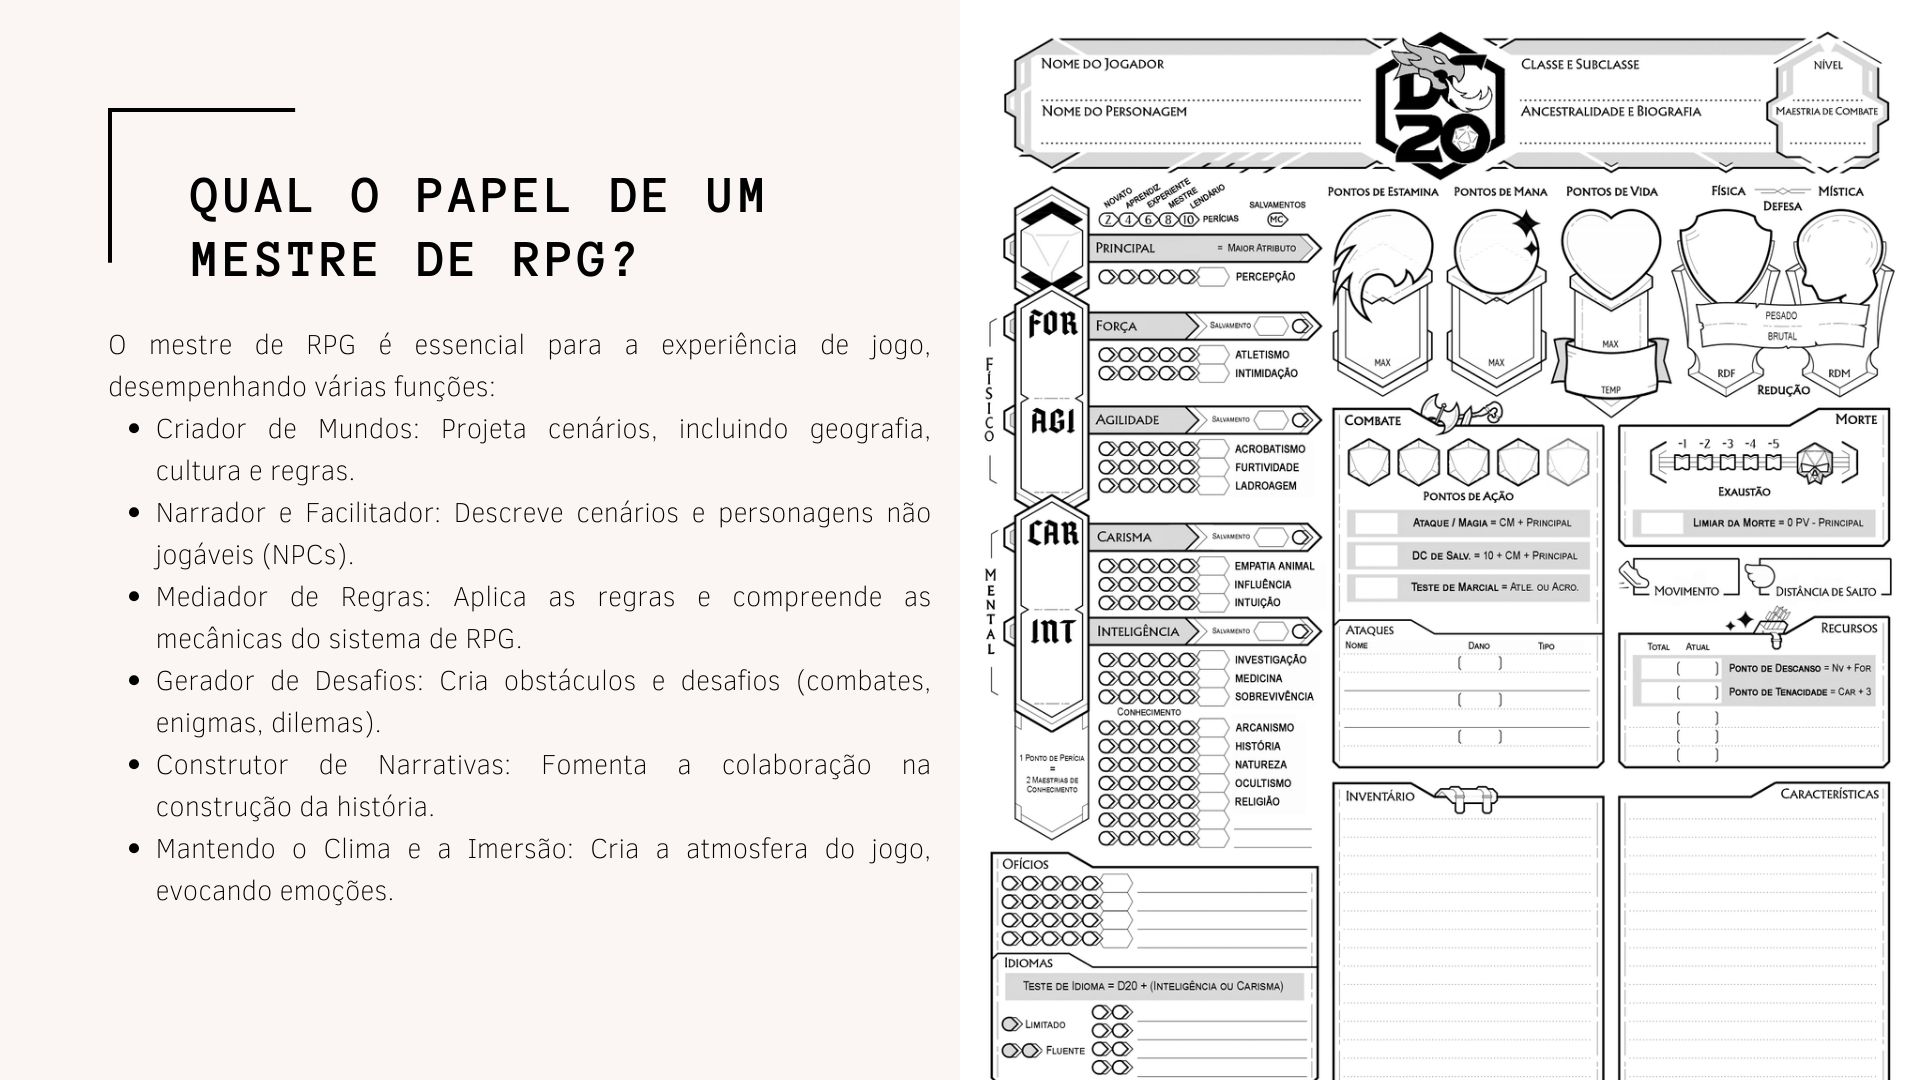 QUAL O PAPEL DE UM
MESTRE DE RPG?
O mestre de RPG é essencial para a experiência de jogo,
desempenhando várias funções:
• Criador de Mundos: Projeta cenários, incluindo geografia,
cultura e regras.
• Narrador e Facilitador: Descreve cenários e personagens não
jogáveis (NPCs).
• Mediador de Regras: Aplica as regras e compreende as
mecânicas do sistema de RPG.
• Gerador de Desafios: Cria obstáculos e desafios (combates,
enigmas, dilemas).
• Construtor de Narrativas: Fomenta a colaboração na
construção da história.
• Mantendo o Clima e a Imersão: Cria a atmosfera do jogo,
evocando emoções.
NOME DO JOGADOR
NOME DO PERSONAGEM
DC
20
CLASSE E SUBCLASSE
ANCESTRALIDADE E BIOGRAFIA
NÍVEL
MAESTRIA DE COMBATE
NOVATO
APRENDIZ
EXPERIENTE
MESTRE
LENDÁRIO
2 4 6 8 10 PERÍCIAS
SALVAMENTOS
MC
PRINCIPAL = MAIOR ATRIBUTO
PERCEPÇÃO
FÍSICO
FOR
FORÇA SALVAMENTO
ATLETISMO
INTIMIDAÇÃO
AGI
AGILIDADE SALVAMENTO
ACROBATISMO
FURTIVIDADE
LADROAGEM
MENTAL
CAR
CARISMA SALVAMENTO
EMPATIA ANIMAL
INFLUÊNCIA
INTUIÇÃO
INT
INTELIGÊNCIA SALVAMENTO
INVESTIGAÇÃO
MEDICINA
SOBREVIVÊNCIA
CONHECIMENTO
ARCANISMO
HISTÓRIA
NATUREZA
OCULTISMO
RELIGIÃO
1 PONTO DE PERÍCIA
=
2 MAESTRIAS DE
CONHECIMENTO
OFÍCIOS
IDIOMAS
TESTE DE IDIOMA = D20 + (INTELIGÊNCIA OU CARISMA)
LIMITADO
FLUENTE
PONTOS DE ESTAMINA
MAX
PONTOS DE MANA
MAX
PONTOS DE VIDA
MAX
TEMP
FÍSICA MÍSTICA
DEFESA
PESADO
BRUTAL
RDF RDM
REDUÇÃO
COMBATE
PONTOS DE AÇÃO
ATAQUE / MAGIA = CM + PRINCIPAL
DC DE SALV. = 10 + CM + PRINCIPAL
TESTE DE MARCIAL = ATLE. OU ACRO.
ATAQUES
NOME DANO TIPO
MORTE
-1 -2 -3 -4 -5
EXAUSTÃO
LIMIAR DA MORTE = 0 PV - PRINCIPAL
MOVIMENTO
DISTÂNCIA DE SALTO
RECURSOS
TOTAL ATUAL
PONTO DE DESCANSO = NV + FOR
PONTO DE TENACIDADE = CAR + 3
INVENTÁRIO
CARACTERÍSTICAS